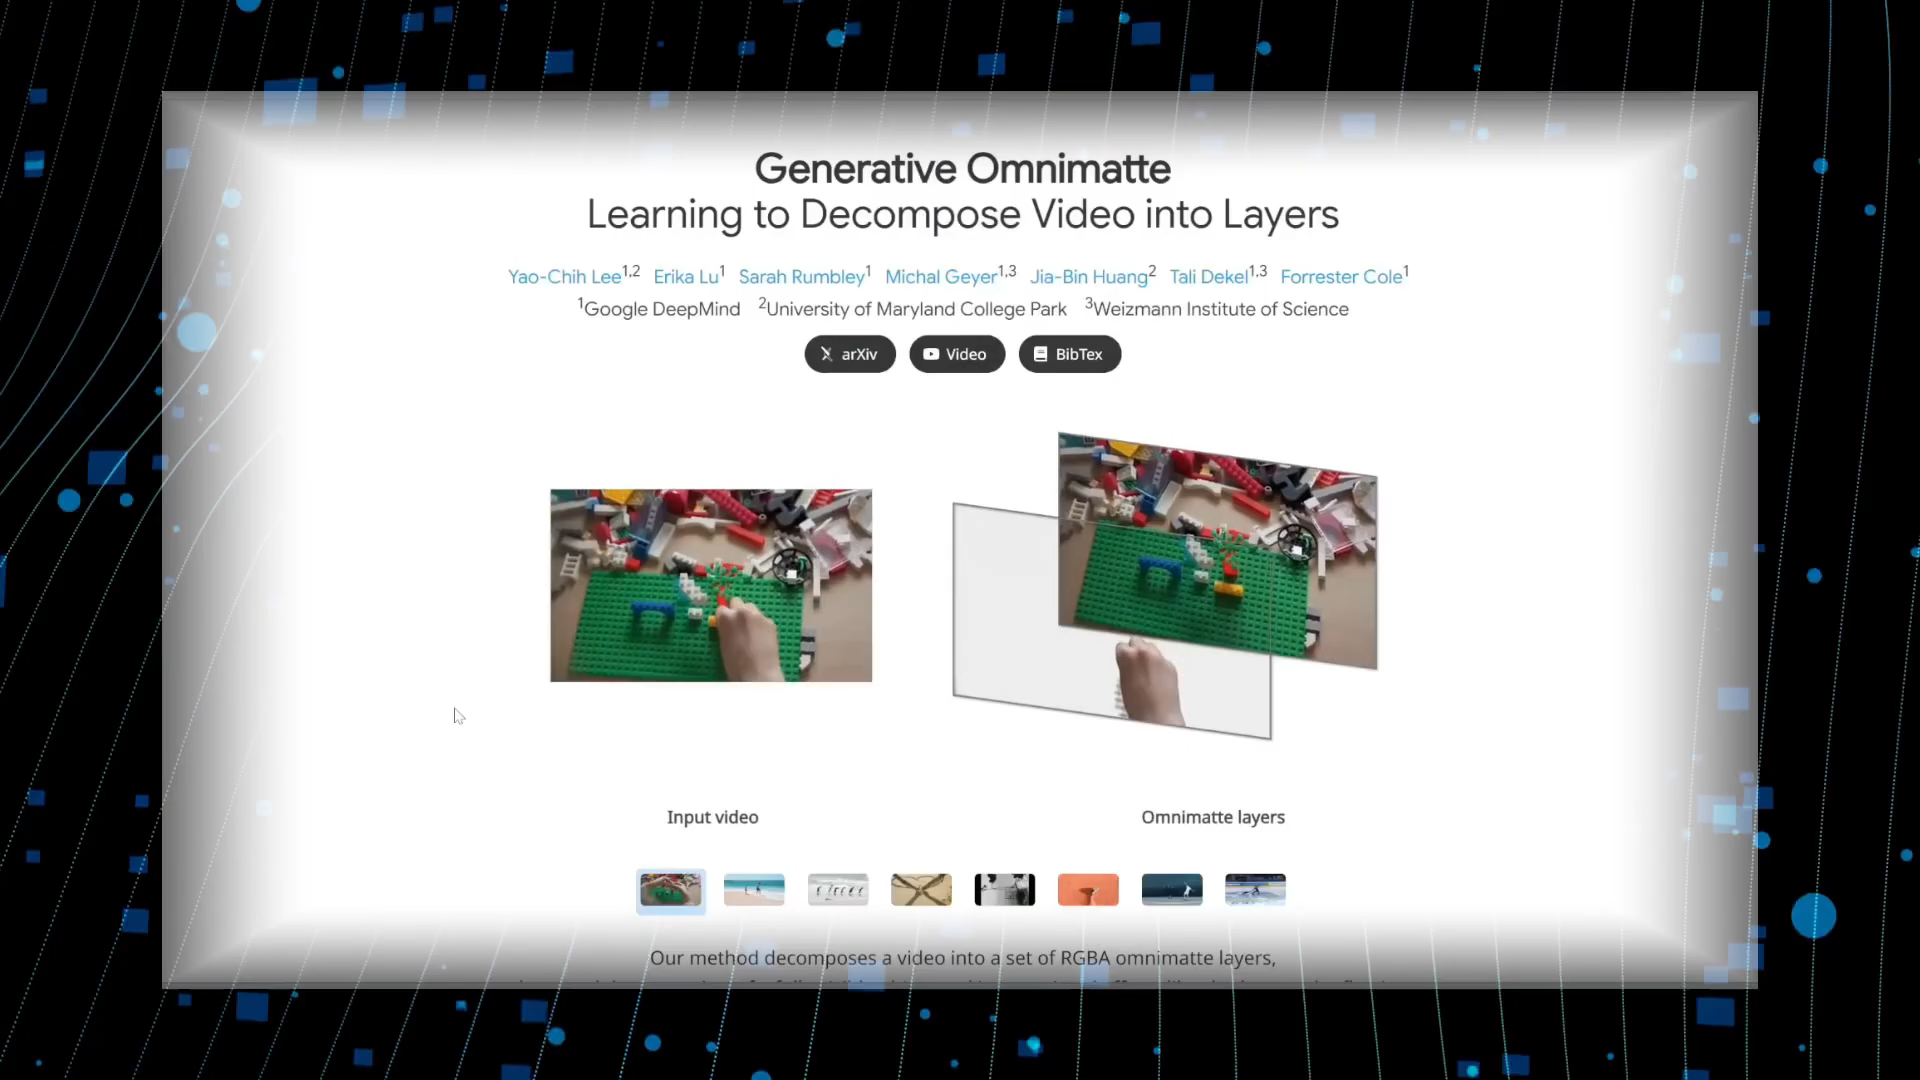 Generative Omnimatte
Learning to Decompose Video into Layers
Yao-Chih Lee1,2 Erika Lu1 Sarah Rumbley1 Michal Geyer1,3 Jia-Bin Huang2 Tali Dekel1,3 Forrester Cole1
1Google DeepMind 2University of Maryland College Park 3Weizmann Institute of Science
arXiv Video BibTex
Input video Omnimatte layers
Our method decomposes a video into a set of RGBA omnimatte layers,